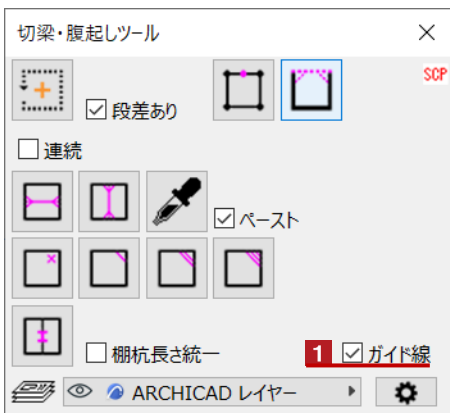 切梁・腹起しツール
SCP
段差あり
連続
ペースト
棚杭長さ統一
1 ガイド線
ARCHICAD レイヤー